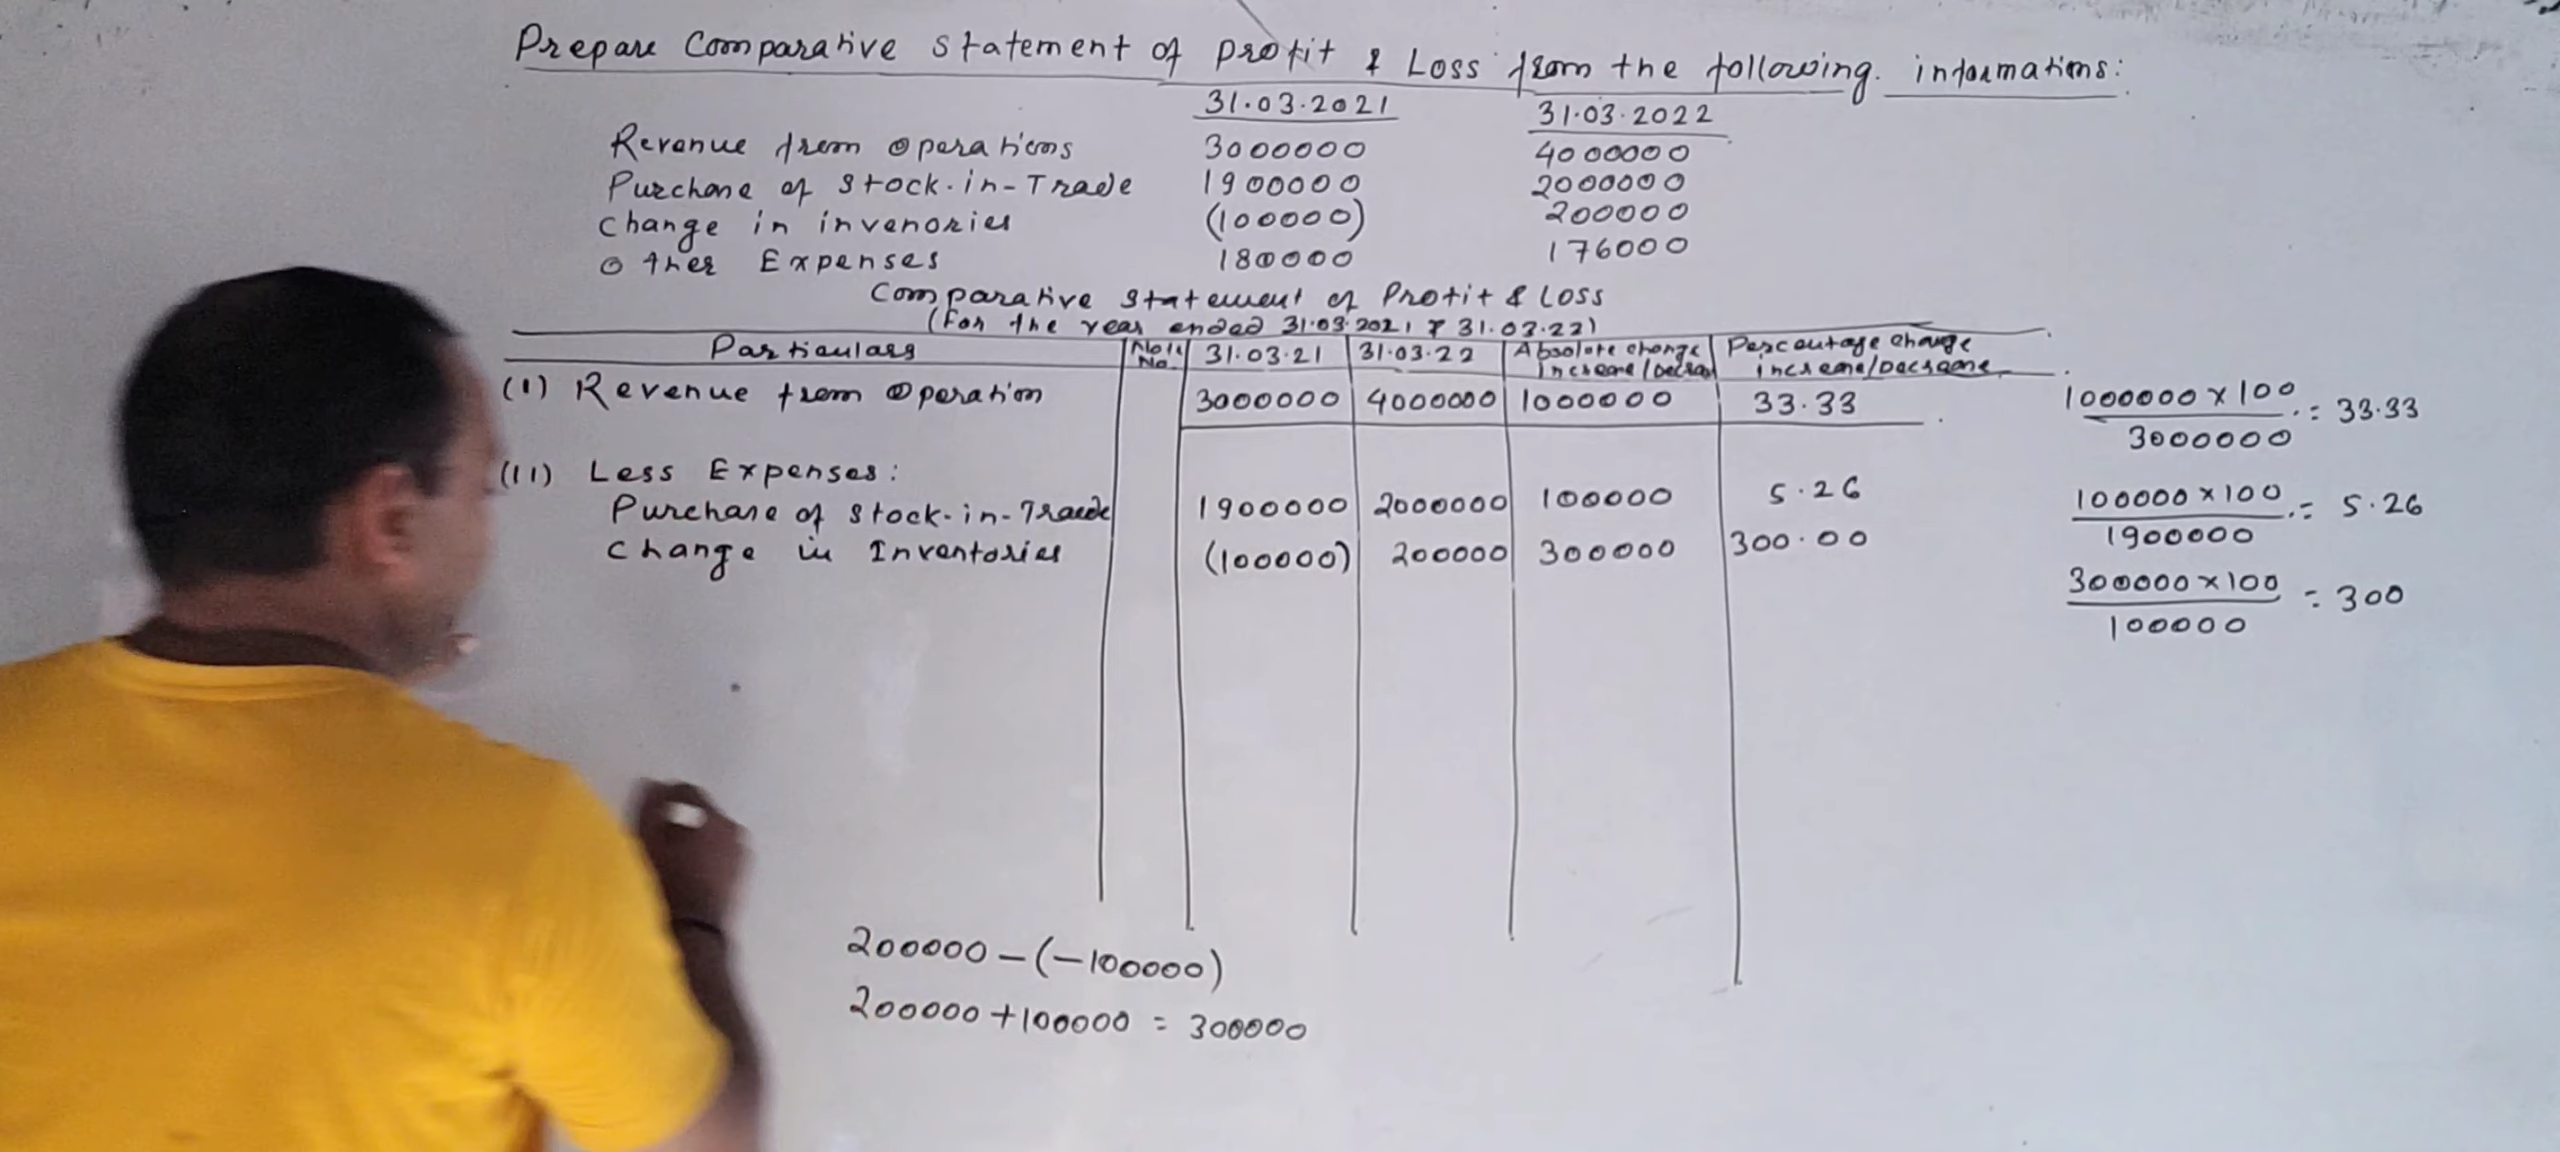 Prepare Comparative Statement of Profit & Loss from the following informations:
31.03.2021 31.03.2022
Revenue from Operations 3000000 4000000
Purchase of Stock-in-Trade 1900000 2000000
Change in invenories (100000) 200000
Other Expenses 180000 176000
Comparative Statement of Profit & Loss
(For the year ended 31.03.2021 & 31.03.22)
Particulars Note No. 31.03.21 31.03.22 Absolute change Increase/Decrease Percentage change increase/Decrease
(I) Revenue from Operation 3000000 4000000 1000000 33.33
1000000 x 100 / 3000000 = 33.33
(II) Less Expenses:
Purchase of Stock-in-Trade 1900000 2000000 100000 5.26
100000 x 100 / 1900000 = 5.26
Change in Inventories (100000) 200000 300000 300.00
300000 x 100 / 100000 = 300
200000 - (-100000)
200000 + 100000 = 300000